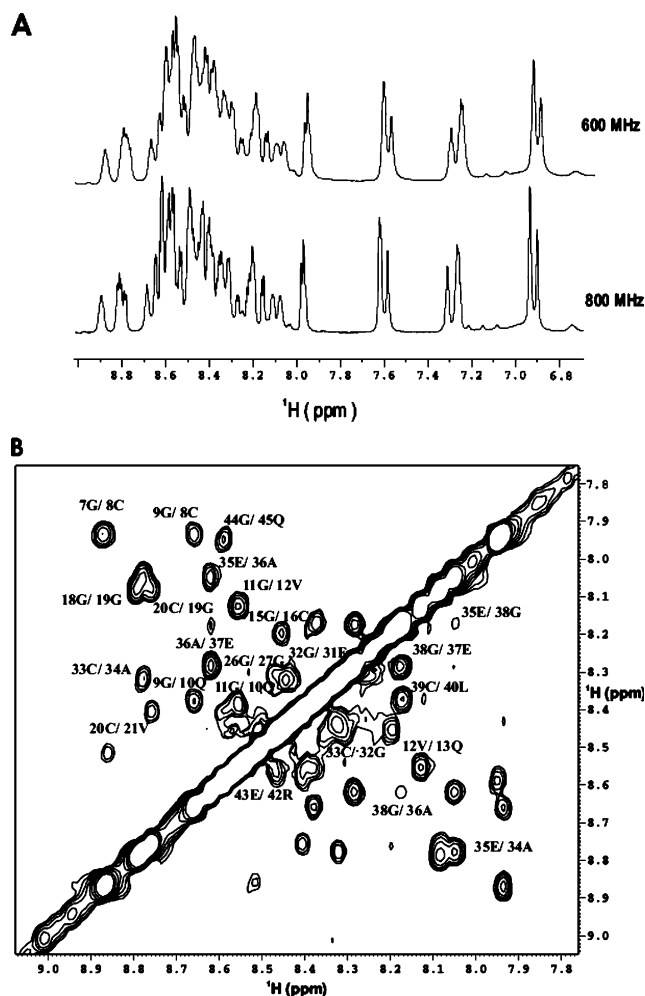 A
600 MHz
800 MHz
8.8 8.6 8.4 8.2 8.0 7.6 7.4 7.2 7.0 6.8
¹H ( ppm )
B
7G/ 8C 9G/ 8C 44G/ 45Q
35E/ 36A
11G/ 12V
18G/ 19G 20C/ 19G 15G/ 16C 35E/ 38G
36A/ 37E 32G/ 31E 38G/ 37E
33C/ 34A 26G/ 27G
9G/ 10Q 11G/ 10Q 39C/ 40L
20C/ 21V
33C/ 32G 12V/ 13Q
43E/ 42R 38G/ 36A
35E/ 34A
7.8
7.9
8.0
8.1
8.2
8.3
¹H (ppm)
8.4
8.5
8.6
8.7
8.8
8.9
9.0
9.0 8.9 8.8 8.7 8.6 8.5 8.4 8.3 8.2 8.1 8.0 7.9 7.8
¹H (ppm)